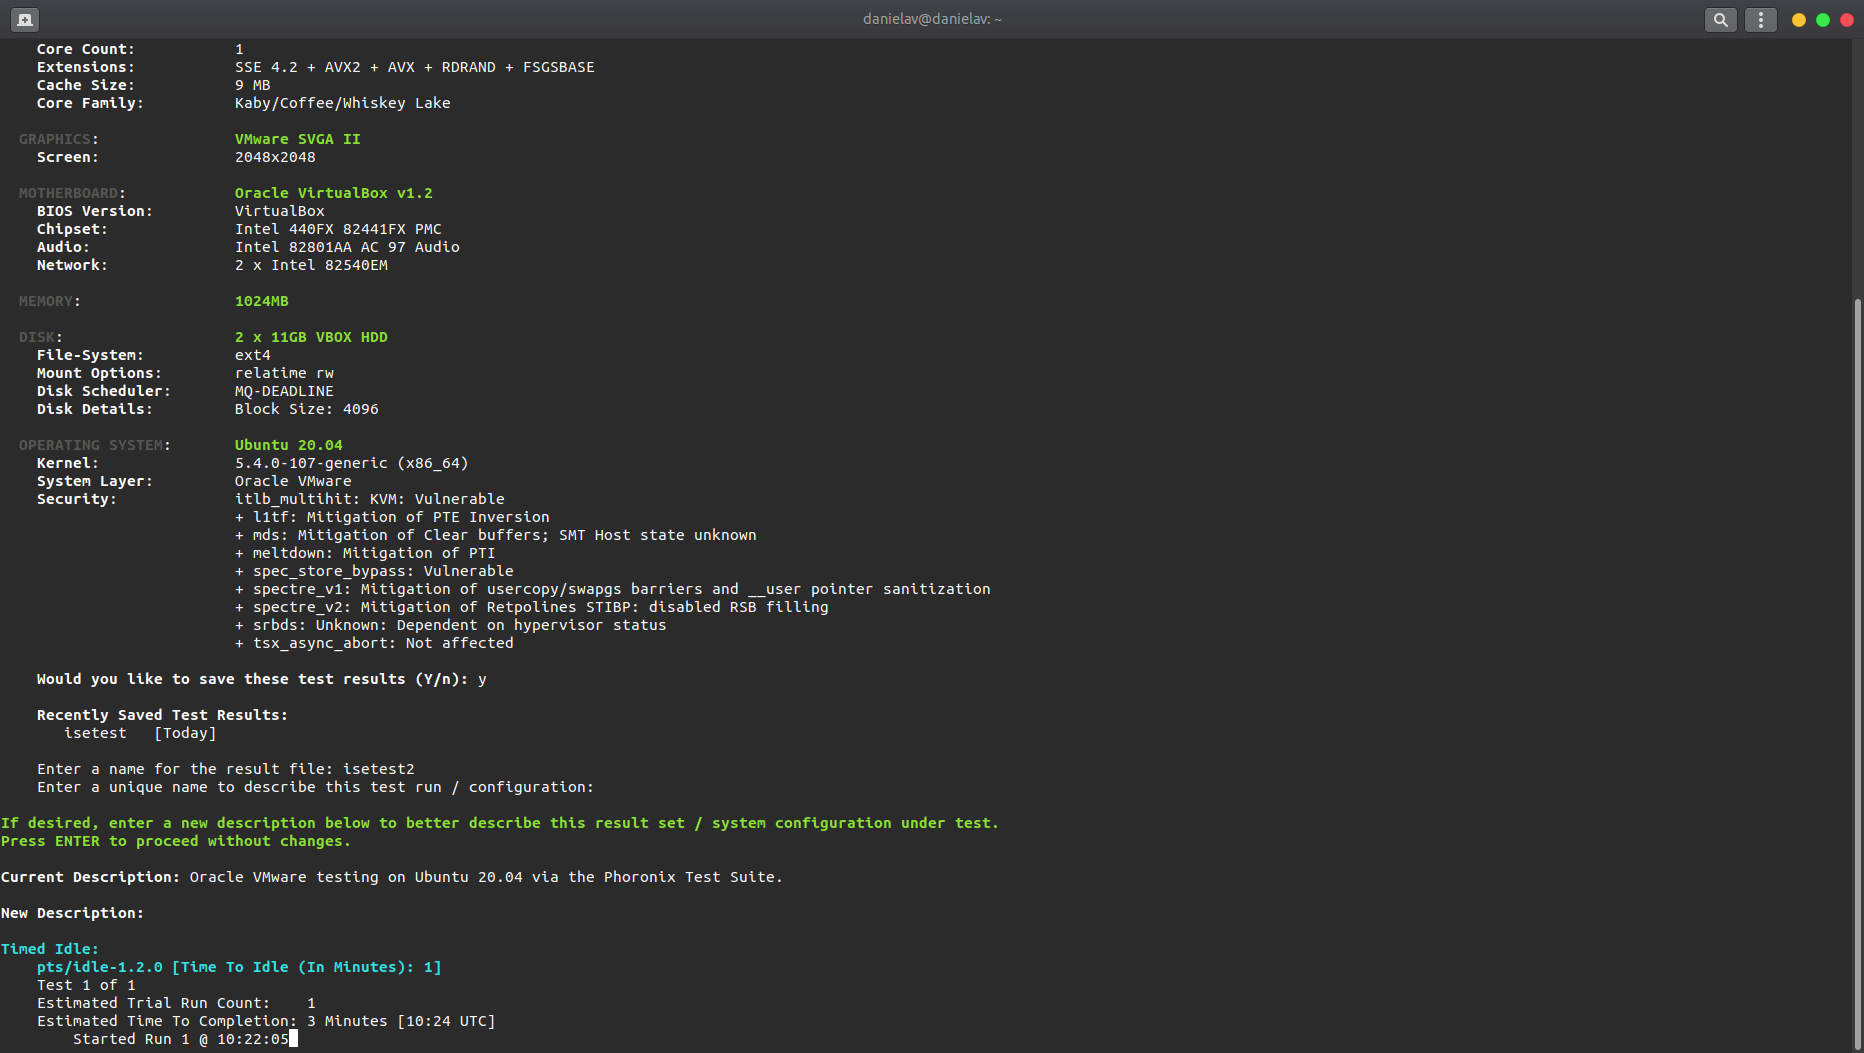 danielav@danielav: ~
Core Count: 1
Extensions: SSE 4.2 + AVX2 + AVX + RDRAND + FSGSBASE
Cache Size: 9 MB
Core Family: Kaby/Coffee/Whiskey Lake
GRAPHICS: VMware SVGA II
Screen: 2048x2048
MOTHERBOARD: Oracle VirtualBox v1.2
BIOS Version: VirtualBox
Chipset: Intel 440FX 82441FX PMC
Audio: Intel 82801AA AC 97 Audio
Network: 2 x Intel 82540EM
MEMORY: 1024MB
DISK: 2 x 11GB VBOX HDD
File-System: ext4
Mount Options: relatime rw
Disk Scheduler: MQ-DEADLINE
Disk Details: Block Size: 4096
OPERATING SYSTEM: Ubuntu 20.04
Kernel: 5.4.0-107-generic (x86_64)
System Layer: Oracle VMware
Security: itlb_multihit: KVM: Vulnerable
+ l1tf: Mitigation of PTE Inversion
+ mds: Mitigation of Clear buffers; SMT Host state unknown
+ meltdown: Mitigation of PTI
+ spec_store_bypass: Vulnerable
+ spectre_v1: Mitigation of usercopy/swapgs barriers and __user pointer sanitization
+ spectre_v2: Mitigation of Retpolines STIBP: disabled RSB filling
+ srbds: Unknown: Dependent on hypervisor status
+ tsx_async_abort: Not affected
Would you like to save these test results (Y/n): y
Recently Saved Test Results:
isetest [Today]
Enter a name for the result file: isetest2
Enter a unique name to describe this test run / configuration:
If desired, enter a new description below to better describe this result set / system configuration under test.
Press ENTER to proceed without changes.
Current Description: Oracle VMware testing on Ubuntu 20.04 via the Phoronix Test Suite.
New Description:
Timed Idle:
pts/idle-1.2.0 [Time To Idle (In Minutes): 1]
Test 1 of 1
Estimated Trial Run Count: 1
Estimated Time To Completion: 3 Minutes [10:24 UTC]
Started Run 1 @ 10:22:05